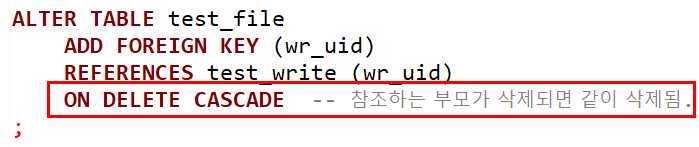 ALTER TABLE test_file
ADD FOREIGN KEY (wr_uid)
REFERENCES test_write (wr_uid)
ON DELETE CASCADE -- 참조하는 부모가 삭제되면 같이 삭제됨.
;